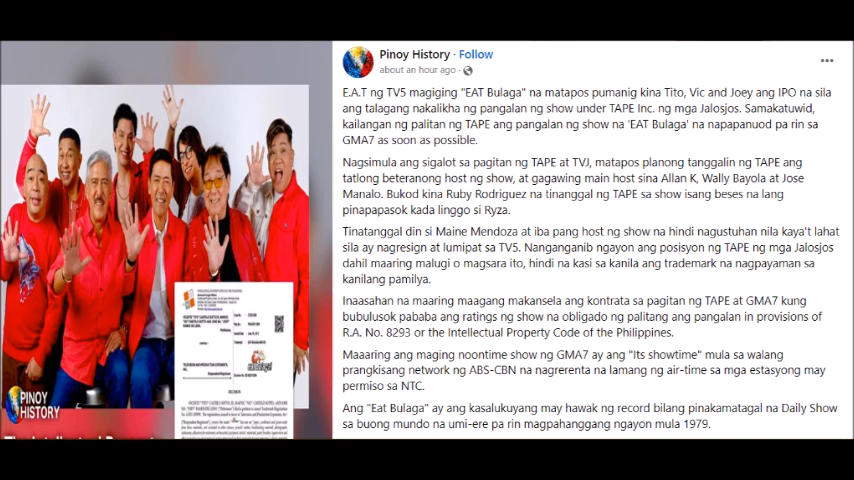 Pinoy History · Follow
about an hour ago ·
E.A.T ng TV5 magiging "EAT Bulaga" na matapos pumanig kina Tito, Vic and Joey ang IPO na sila
ang talagang nakalikha ng pangalan ng show under TAPE Inc. ng mga Jalosjos. Samakatuwid,
kailangan ng palitan ng TAPE ang pangalan ng show na 'EAT Bulaga' na napapanuod pa rin sa
GMA7 as soon as possible.
Nagsimula ang sigalot sa pagitan ng TAPE at TVJ, matapos planong tanggalin ng TAPE ang
tatlong beteranong host ng show, at gagawing main host sina Allan K, Wally Bayola at Jose
Manalo. Bukod kina Ruby Rodriguez na tinanggal ng TAPE sa show isang beses na lang
pinapapasok kada linggo si Ryza.
Tinatanggal din si Maine Mendoza at iba pang host ng show na hindi nagustuhan nila kaya't lahat
sila ay nagresign at lumipat sa TV5. Nanganganib ngayon ang posisyon ng TAPE ng mga Jalosjos
dahil maaring malugi o magsara ito, hindi na kasi sa kanila ang trademark na nagpayaman sa
kanilang pamilya.
Inaasahan na maaring maagang makansela ang kontrata sa pagitan ng TAPE at GMA7 kung
bubulusok pababa ang ratings ng show na obligado ng palitang ang pangalan in provisions of
R.A. No. 8293 or the Intellectual Property Code of the Philippines.
Maaaring ang maging noontime show ng GMA7 ay ang "Its showtime" mula sa walang
prangkisang network ng ABS-CBN na nagrerenta na lamang ng air-time sa mga estasyong may
permiso sa NTC.
Ang "Eat Bulaga" ay ang kasalukuyang may hawak ng record bilang pinakamatagal na Daily Show
sa buong mundo na umi-ere pa rin magpahanggang ngayon mula 1979.
PINOY
HISTORY